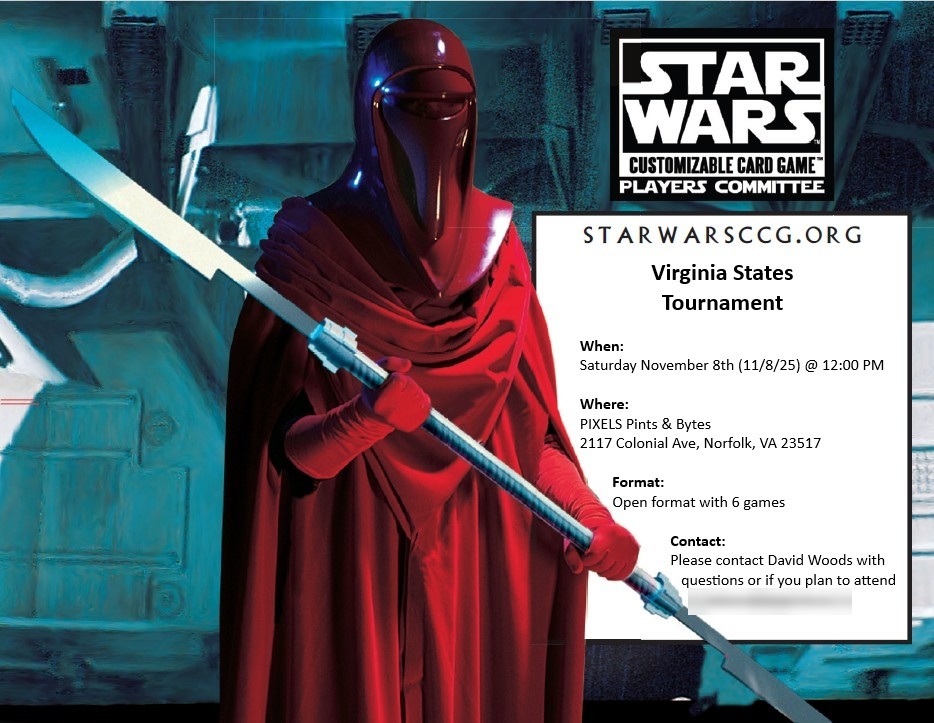 STAR
WARS
TM
CUSTOMIZABLE CARD GAME™
PLAYERS COMMITTEE
STARWARSCCG.ORG
Virginia States
Tournament
When:
Saturday November 8th (11/8/25) @ 12:00 PM
Where:
PIXELS Pints & Bytes
2117 Colonial Ave, Norfolk, VA 23517
Format:
Open format with 6 games
Contact:
Please contact David Woods with
questions or if you plan to attend